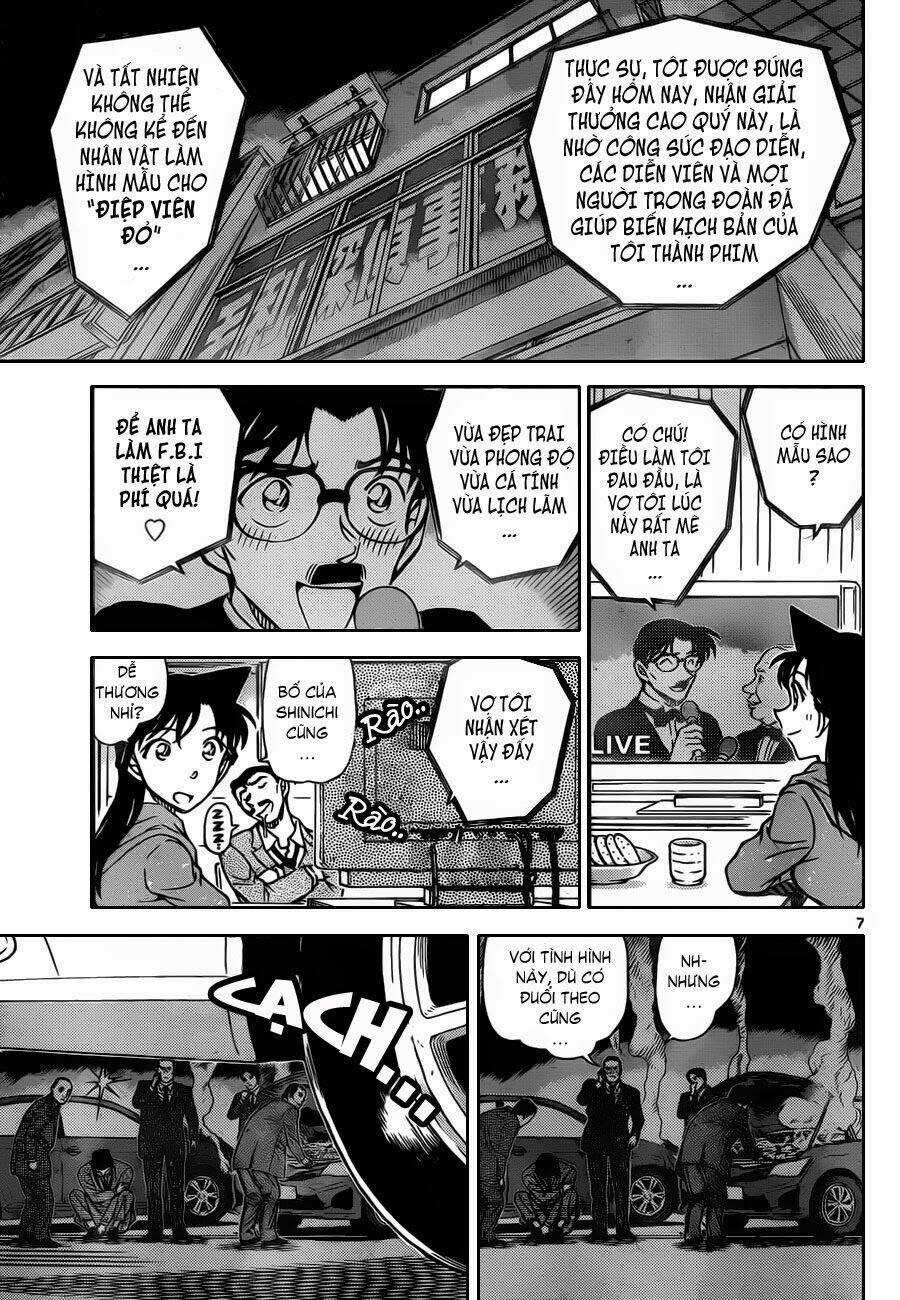 THỰC SỰ, TÔI ĐƯỢC ĐỨNG
ĐÂY HÔM NAY, NHẬN GIẢI
THƯỞNG CAO QUÝ NÀY, LÀ
NHỜ CÔNG SỨC ĐẠO DIỄN,
CÁC DIỄN VIÊN VÀ MỌI
NGƯỜI TRONG ĐOÀN ĐÃ
GIÚP BIẾN KỊCH BẢN CỦA
TÔI THÀNH PHIM
...
VÀ TẤT NHIÊN
KHÔNG THỂ
KHÔNG KỂ ĐẾN
NHÂN VẬT LÀM
HÌNH MẪU CHO
"ĐIỆP VIÊN
ĐỎ"
...
CÓ HÌNH
MẪU SAO
?
CÓ CHỨ!
ĐIỀU LÀM TÔI
ĐAU ĐẦU, LÀ
VỢ TÔI LÚC
NÀY RẤT MÊ
ANH TA
...
LIVE
VỪA ĐẸP TRAI
VỪA PHONG ĐỘ
VỪA CÁ TÍNH
VỪA LỊCH LÃM
...
ĐỂ ANH TA
LÀM F.B.I
THIỆT LÀ
PHÍ QUÁ!
♡
VỢ TÔI
NHẬN XÉT
VẬY ĐẤY
...
Rào..
Rào..
BỐ CỦA
SHINICHI
CŨNG ...
DỄ
THƯƠNG
NHỈ?
ZZZZ
7
NH-
NHƯNG
...
VỚI TÌNH HÌNH
NÀY, DÙ CÓ
ĐUỔI THEO
CŨNG ...
CẠCH...